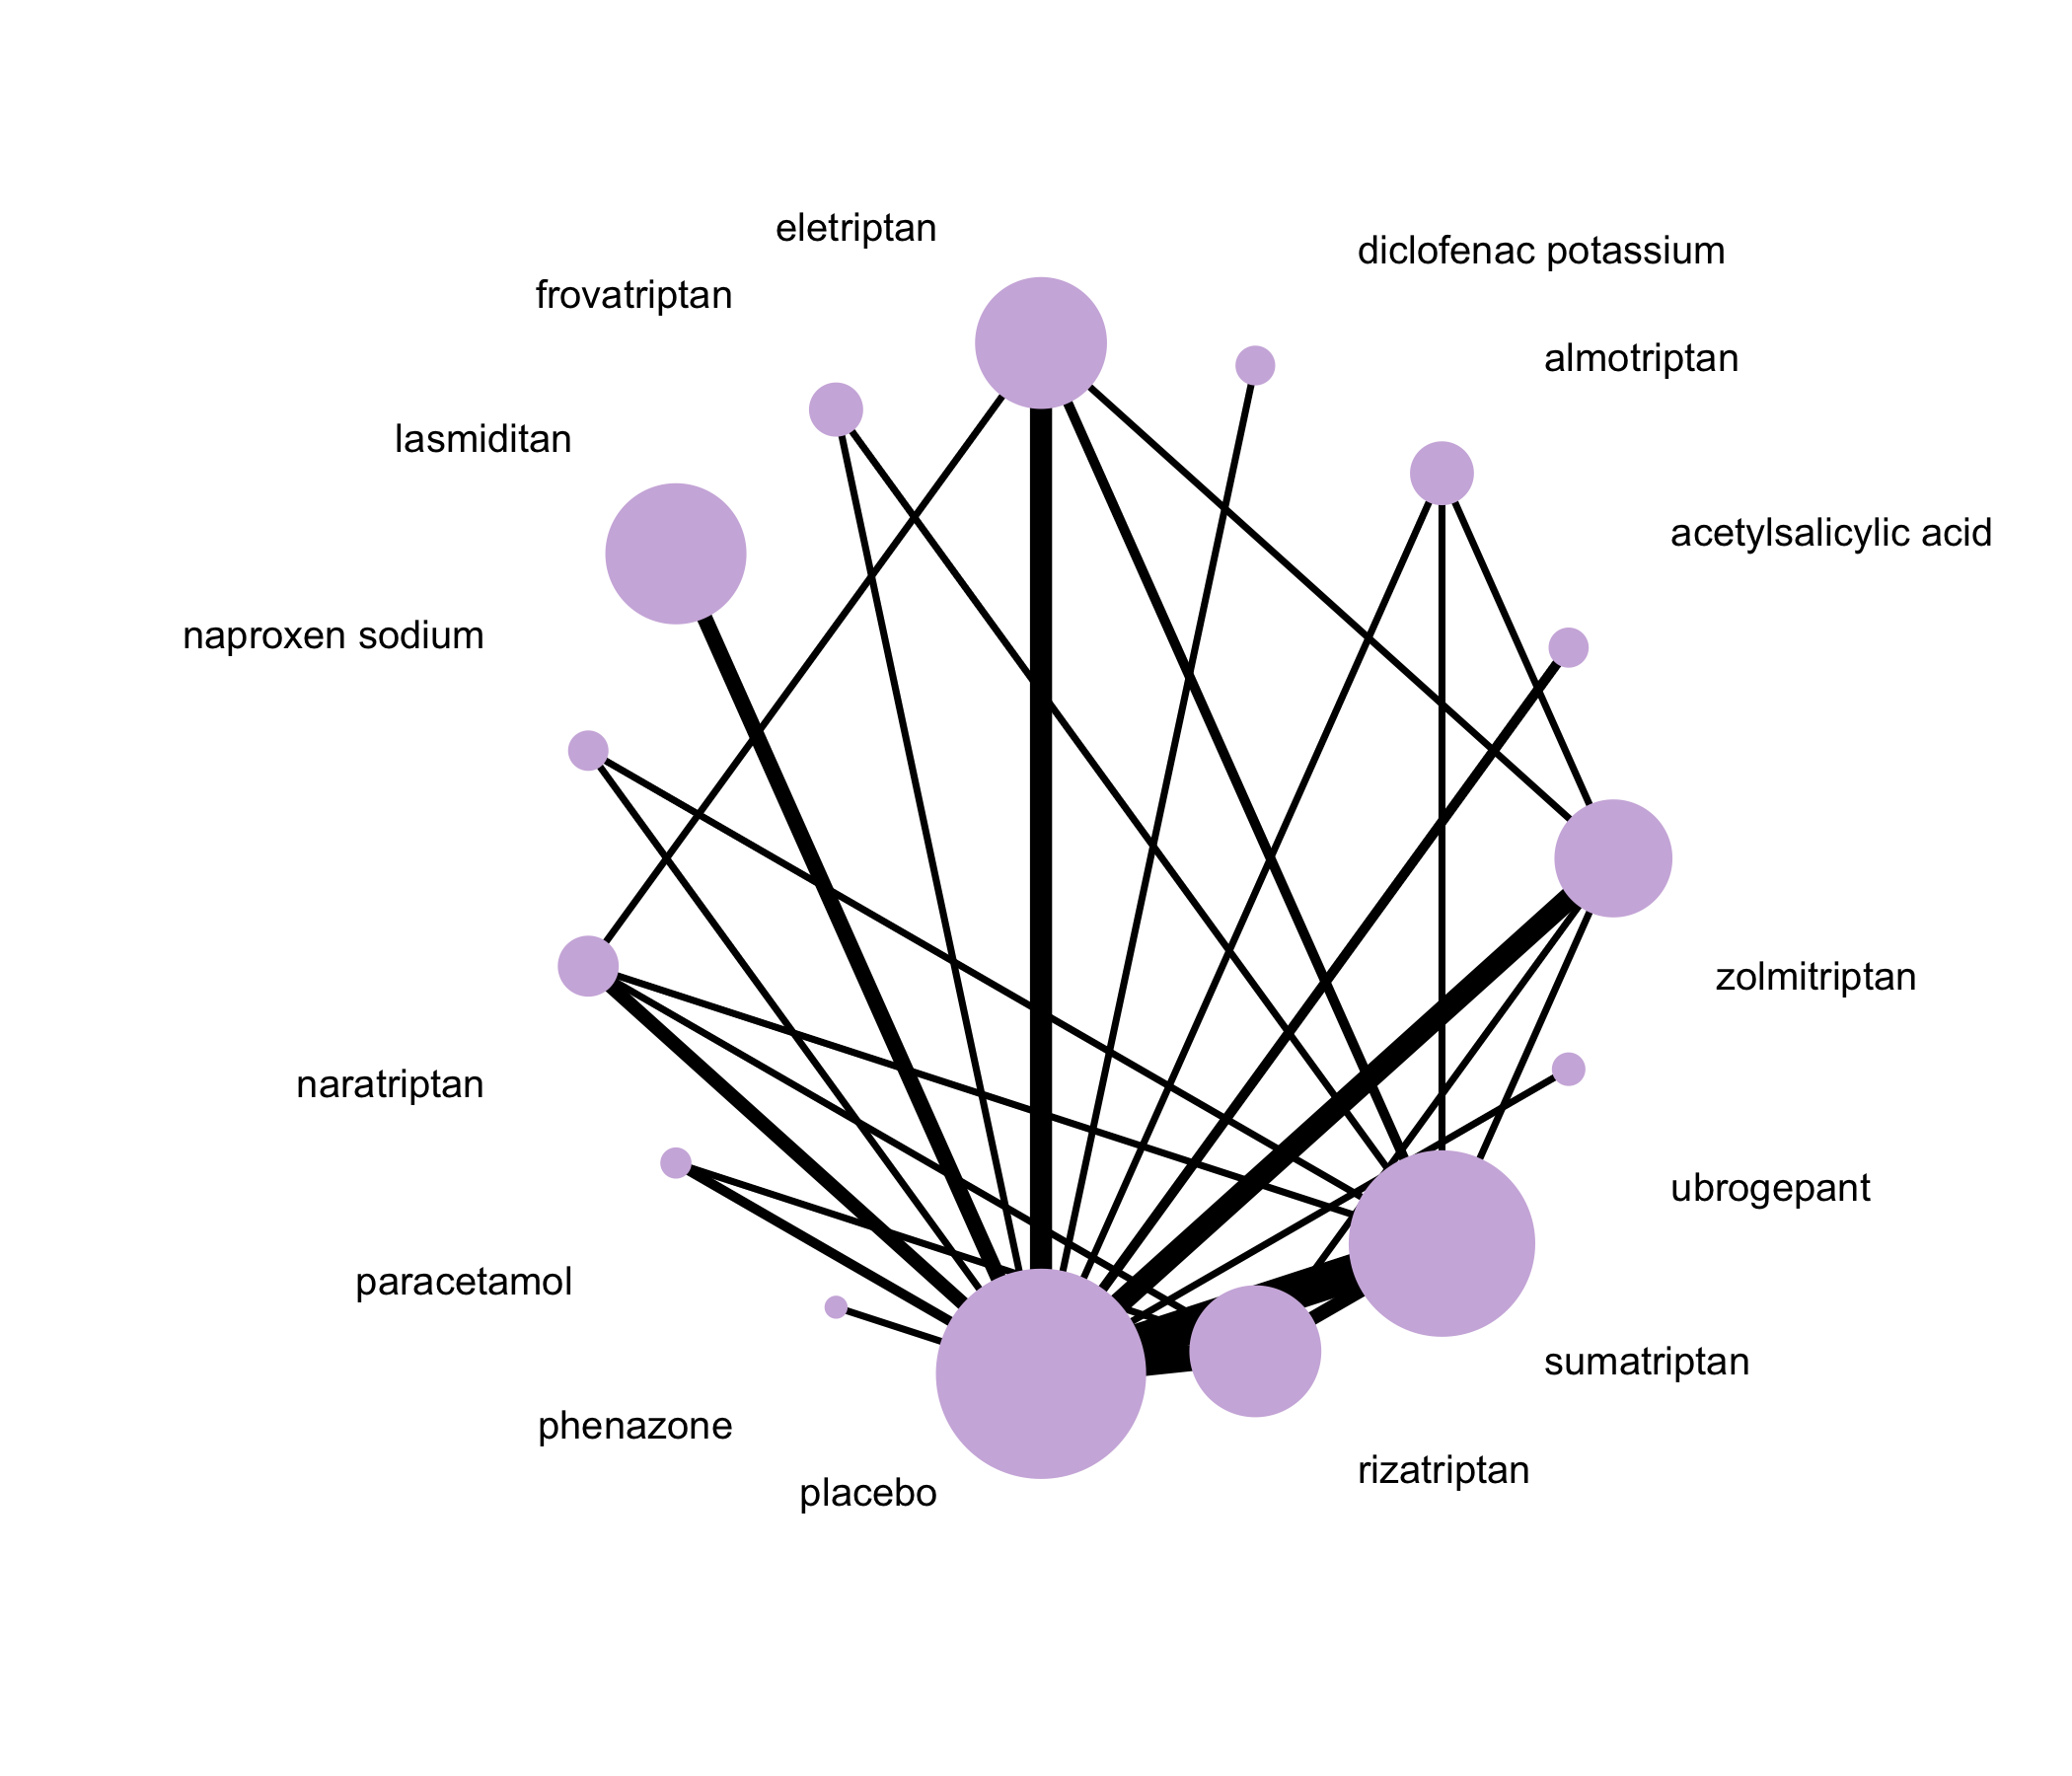 eletriptan
diclofenac potassium
frovatriptan
almotriptan
lasmiditan
acetylsalicylic acid
naproxen sodium
zolmitriptan
naratriptan
ubrogepant
paracetamol
sumatriptan
phenazone
rizatriptan
placebo